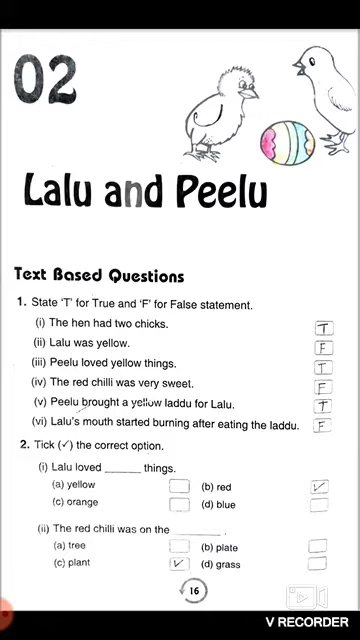 02
Lalu and Peelu
Text Based Questions
1. State 'T' for True and 'F' for False statement.
(i) The hen had two chicks. T
(ii) Lalu was yellow. F
(iii) Peelu loved yellow things. T
(iv) The red chilli was very sweet. F
(v) Peelu brought a yellow laddu for Lalu. T
(vi) Lalu's mouth started burning after eating the laddu. F
2. Tick (✓) the correct option.
(i) Lalu loved ______ things.
(a) yellow (b) red ✓
(c) orange (d) blue
(ii) The red chilli was on the ________.
(a) tree (b) plate
(c) plant ✓ (d) grass
16
V RECORDER